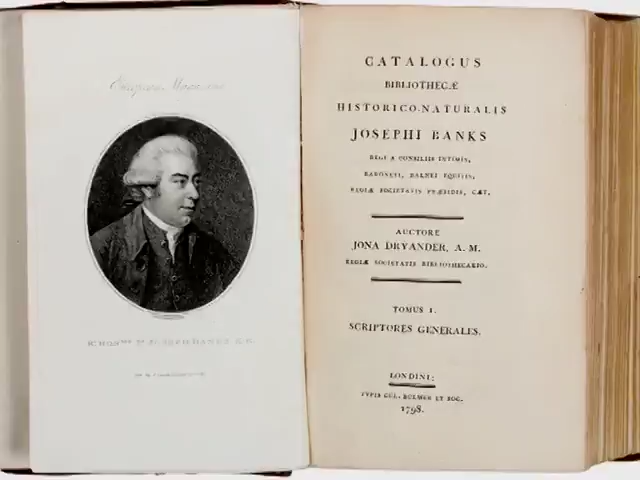 CATALOGUS
BIBLIOTHECÆ
HISTORICO-NATURALIS
JOSEPHI BANKS
REGI A CONSILIIS INTIMIS,
BARONETI, BALNEI EQUITIS,
REGIÆ SOCIETATIS PRÆSIDIS, CÆT.
AUCTORE
JONA DRYANDER, A. M.
REGIÆ SOCIETATIS BIBLIOTHECARIO.
TOMUS I.
SCRIPTORES GENERALES.
LONDINI:
TYPIS GUL. BULMER ET SOC.
1798.